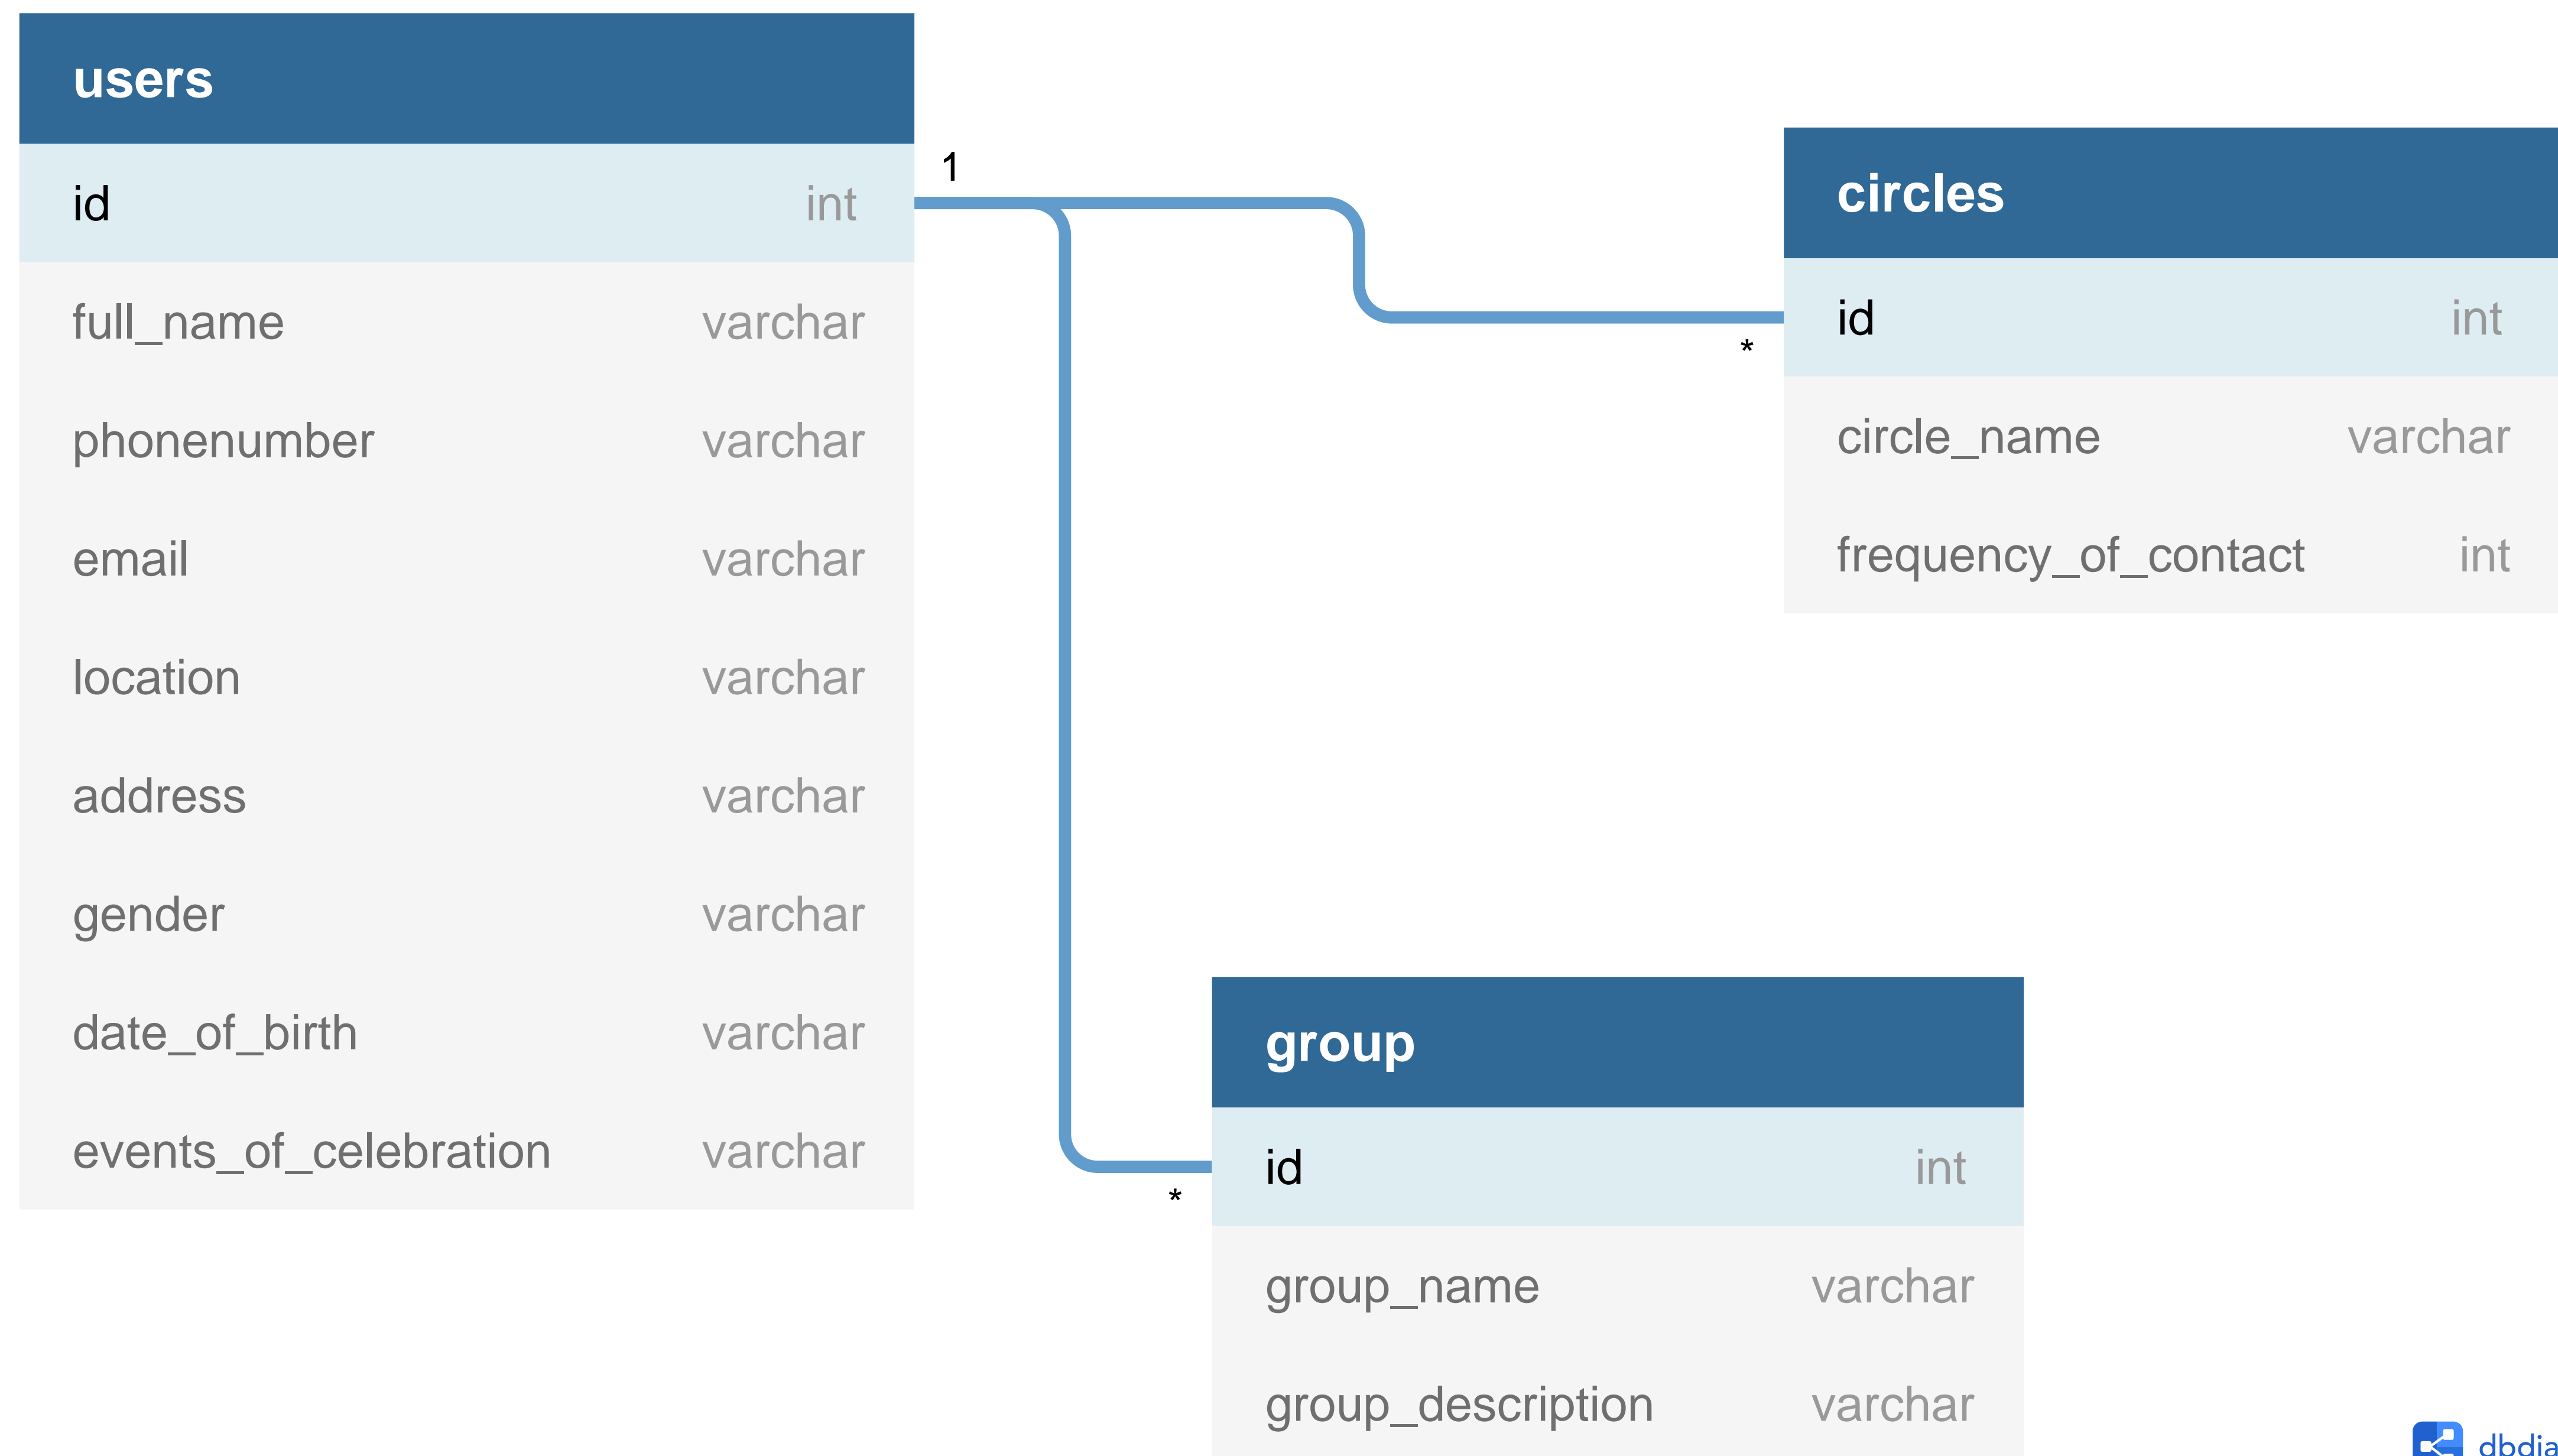 users
id int
full_name varchar
phonenumber varchar
email varchar
location varchar
address varchar
gender varchar
date_of_birth varchar
events_of_celebration varchar
1
*
*
circles
id int
circle_name varchar
frequency_of_contact int
group
id int
group_name varchar
group_description varchar
dbdia